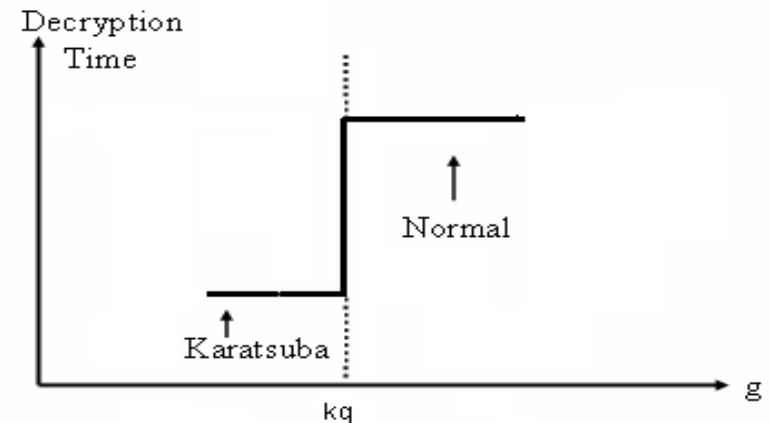 Decryption
Time
Normal
Karatsuba
g
kq